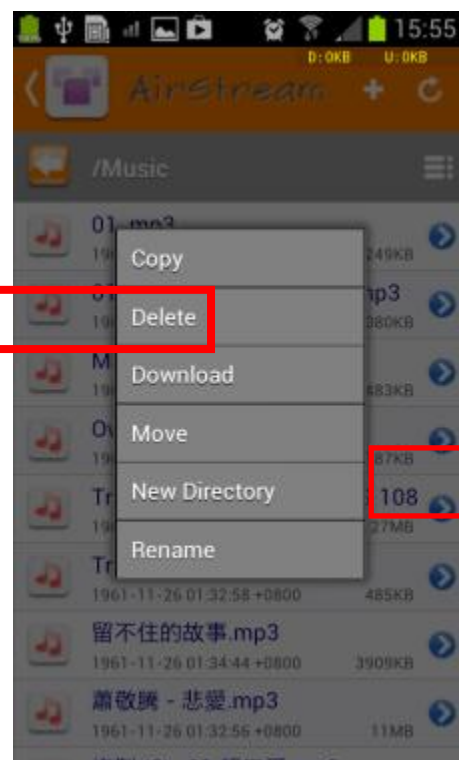 15:55
D:0KB U:0KB
AirStream
/Music
01 .mp3
249KB
Copy
mp3
380KB
Delete
M
Download
483KB
Move
87KB
New Directory
108
27MB
Rename
1961-11-26 01:32:58 +0800 485KB
留不住的故事.mp3
1961-11-26 01:34:44 +0800 3909KB
蕭敬騰 - 悲愛.mp3
1961-11-26 01:32:56 +0800 11MB